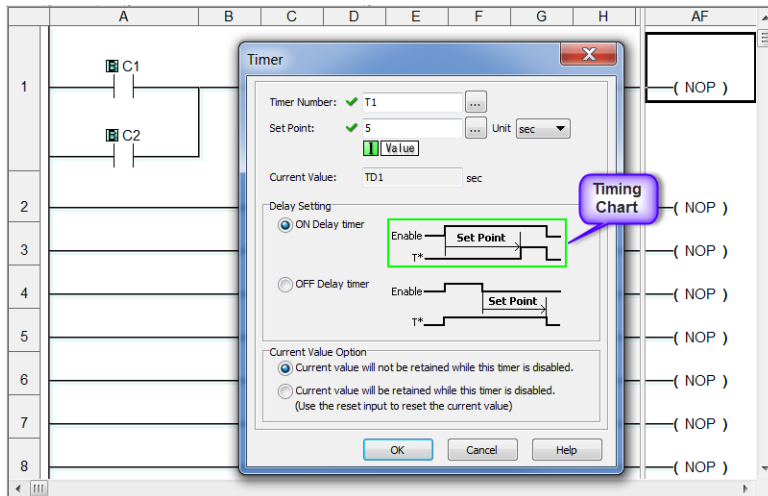 A B C D E F G H AF
1 C1 ( NOP )
C2
2 ( NOP )
3 ( NOP )
4 ( NOP )
5 ( NOP )
6 ( NOP )
7 ( NOP )
8 ( NOP )
Timer
Timer Number: T1 ...
Set Point: 5 ... Unit sec
I Value
Current Value: TD1 sec
Timing
Chart
Delay Setting
ON Delay timer
Enable Set Point
T*
OFF Delay timer
Enable
Set Point
T*
Current Value Option
Current value will not be retained while this timer is disabled.
Current value will be retained while this timer is disabled.
(Use the reset input to reset the current value)
OK Cancel Help